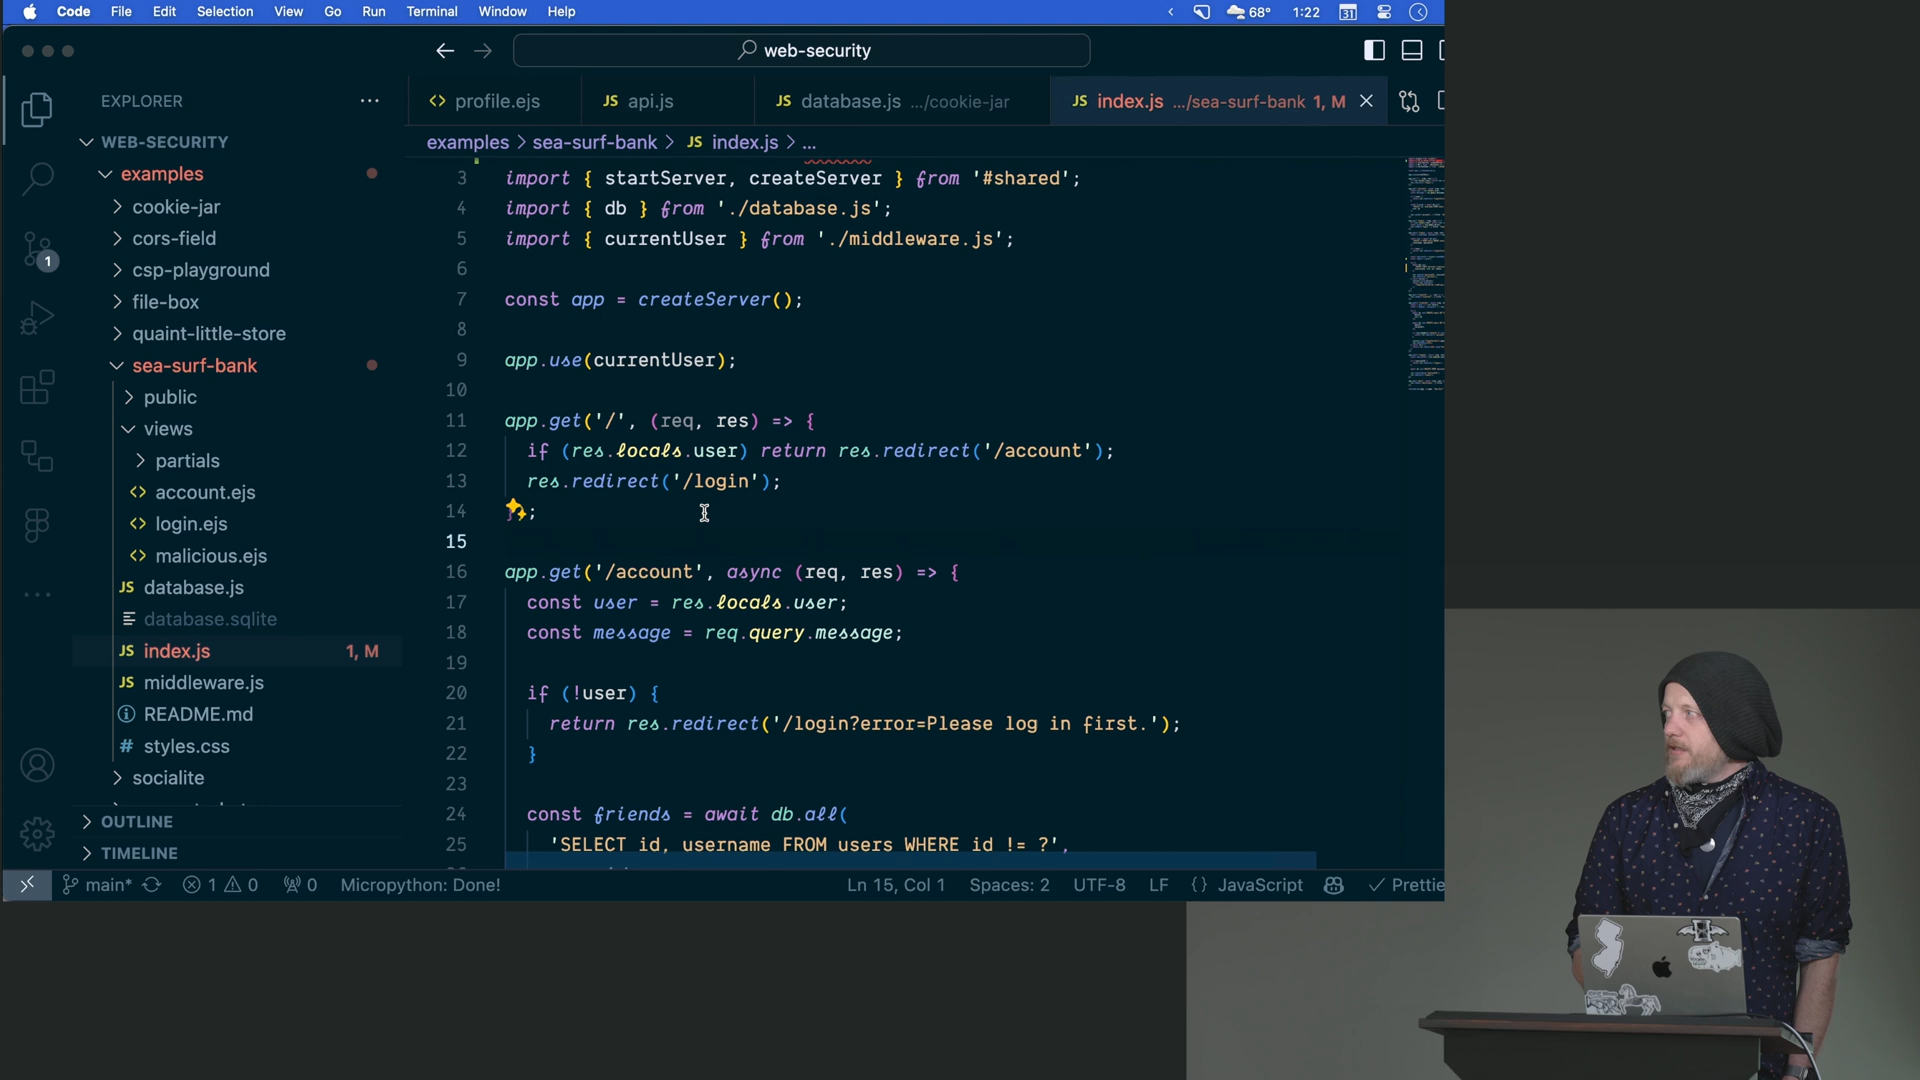 Code File Edit Selection View Go Run Terminal Window Help
68° 1:22 31
web-security
EXPLORER
WEB-SECURITY
examples
cookie-jar
cors-field
csp-playground
file-box
quaint-little-store
sea-surf-bank
public
views
partials
<> account.ejs
<> login.ejs
<> malicious.ejs
JS database.js
database.sqlite
JS index.js 1, M
JS middleware.js
README.md
# styles.css
socialite
OUTLINE
TIMELINE
1
<> profile.ejs
JS api.js
JS database.js .../cookie-jar
JS index.js .../sea-surf-bank 1, M
examples > sea-surf-bank > JS index.js > ...
3 import { startServer, createServer } from '#shared';
4 import { db } from './database.js';
5 import { currentUser } from './middleware.js';
6
7 const app = createServer();
8
9 app.use(currentUser);
10
11 app.get('/', (req, res) => {
12 if (res.locals.user) return res.redirect('/account');
13 res.redirect('/login');
14 });
15
16 app.get('/account', async (req, res) => {
17 const user = res.locals.user;
18 const message = req.query.message;
19
20 if (!user) {
21 return res.redirect('/login?error=Please log in first.');
22 }
23
24 const friends = await db.all(
25 'SELECT id, username FROM users WHERE id != ?',
main* 1 0 0 Micropython: Done! Ln 15, Col 1 Spaces: 2 UTF-8 LF {} JavaScript Prettie